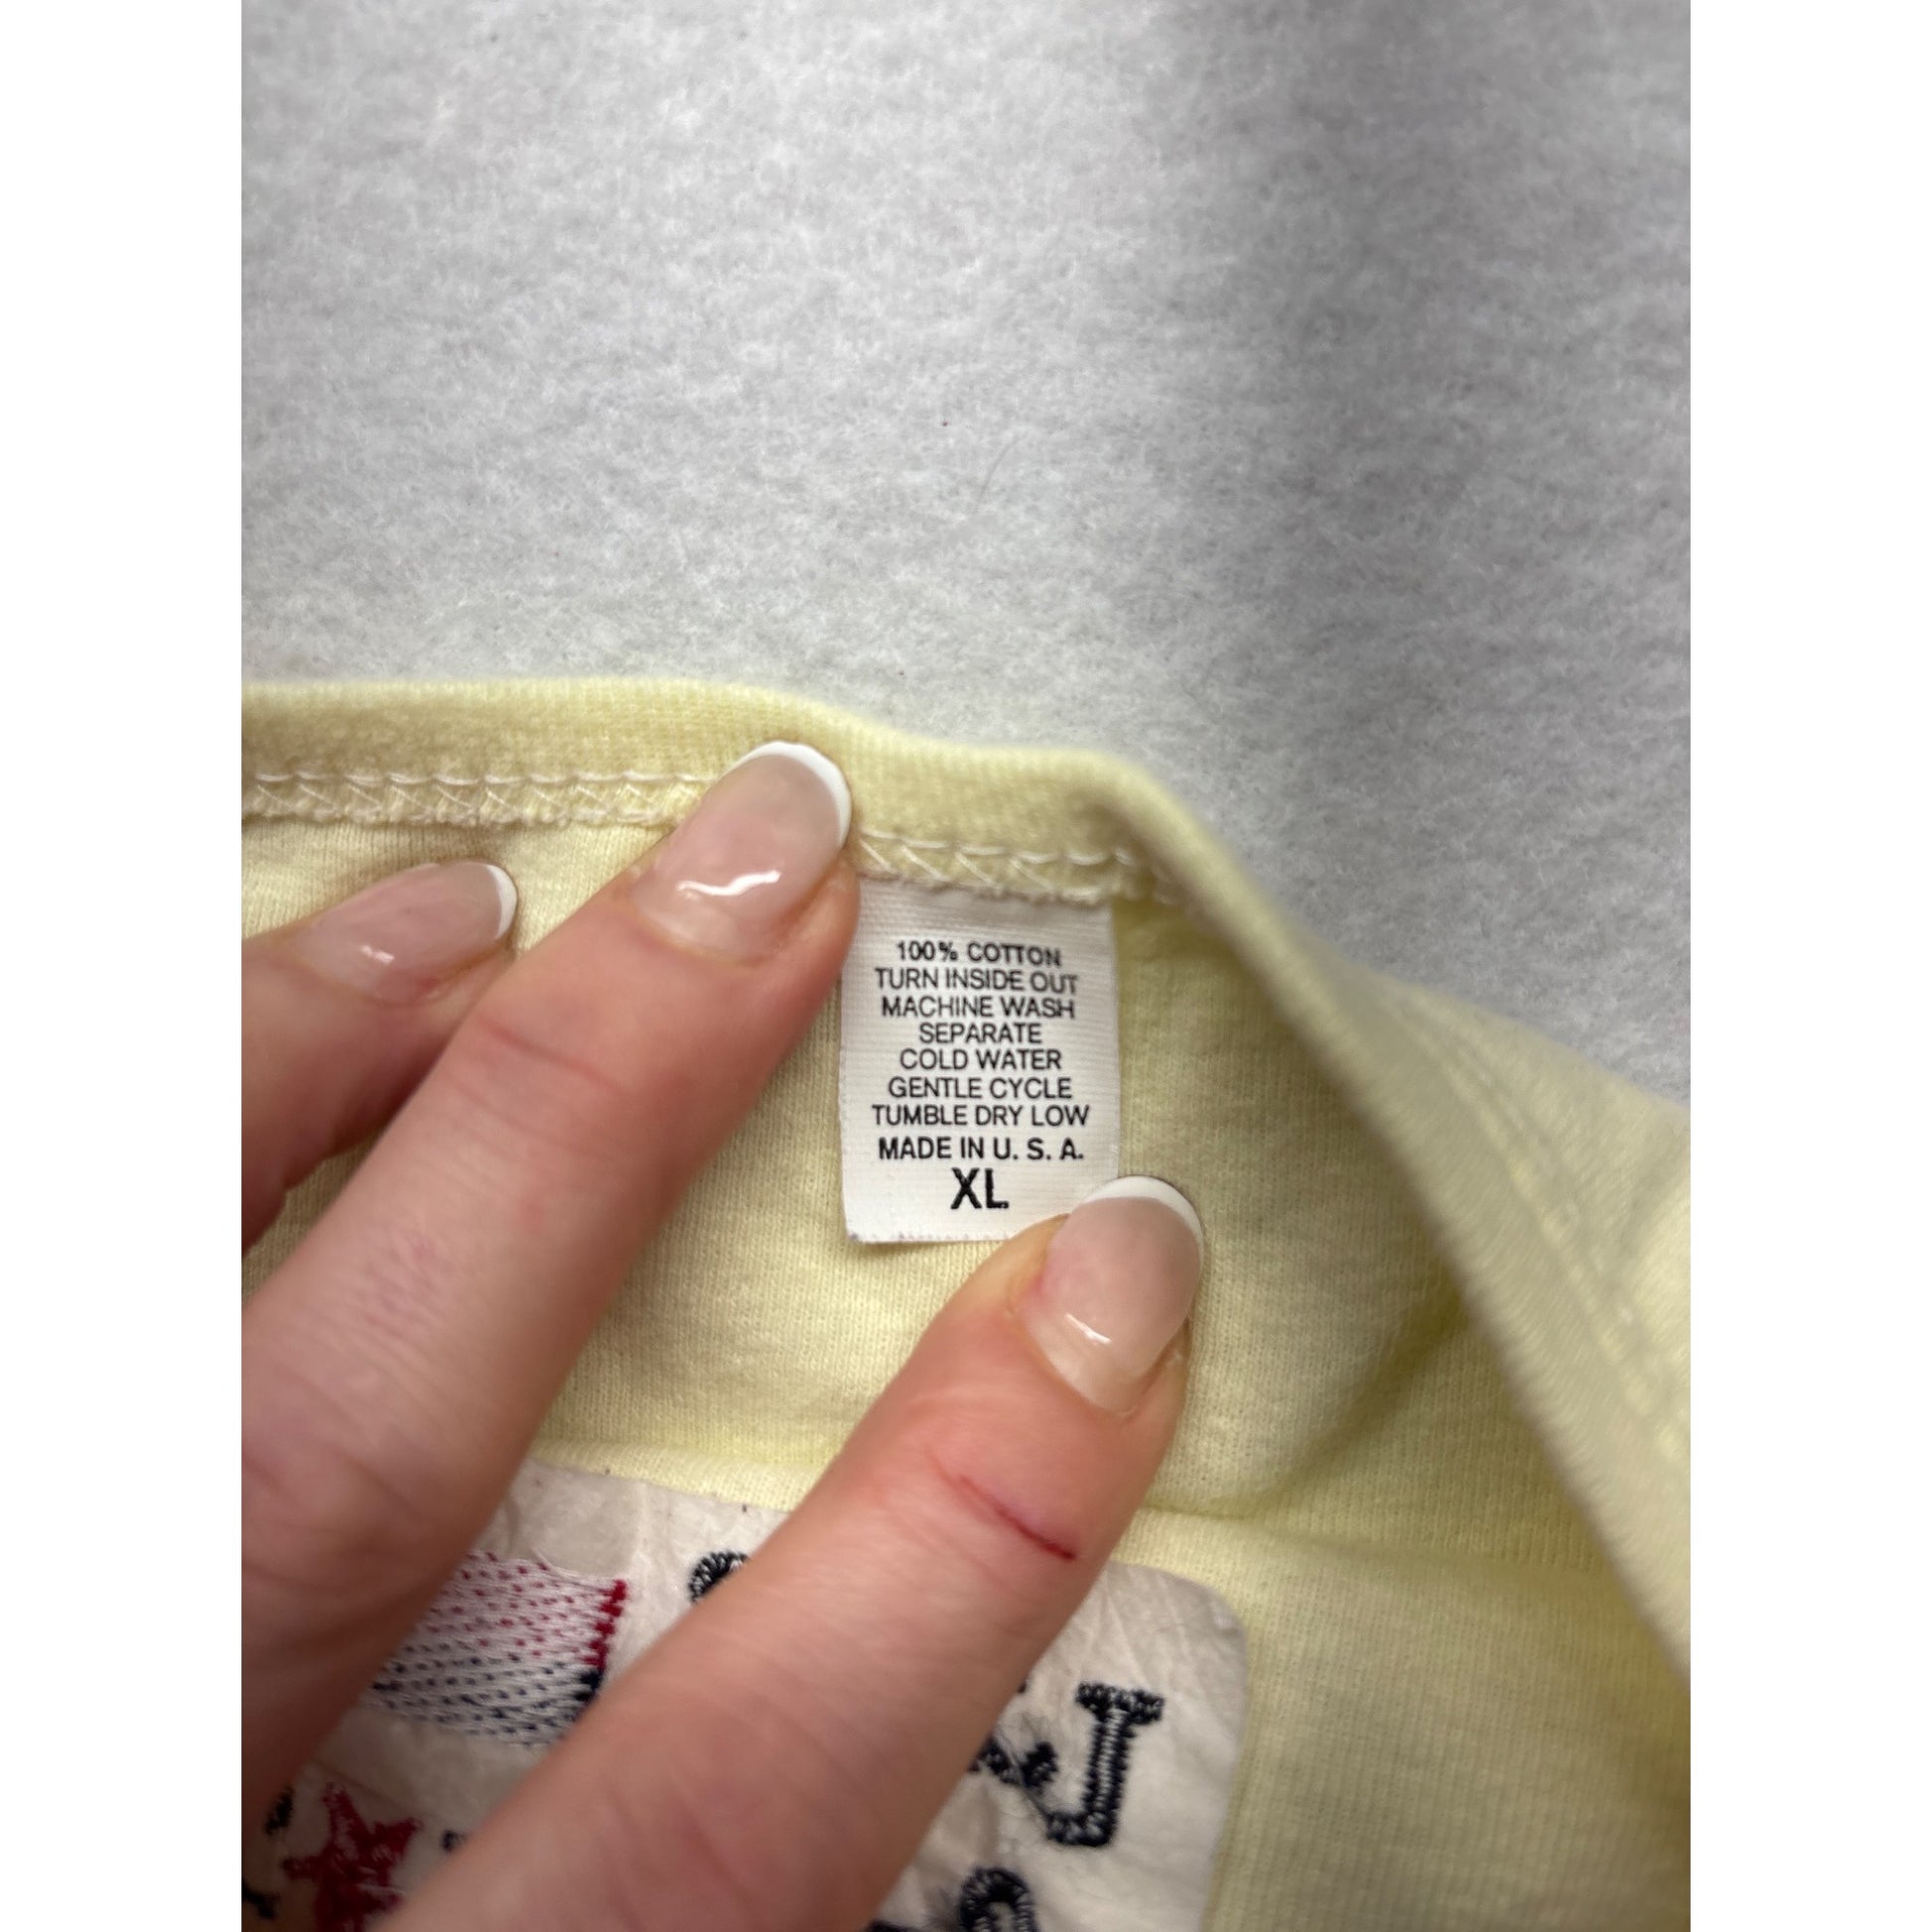 100% COTTON
TURN INSIDE OUT
MACHINE WASH
SEPARATE
COLD WATER
GENTLE CYCLE
TUMBLE DRY LOW
MADE IN U. S. A.
XL